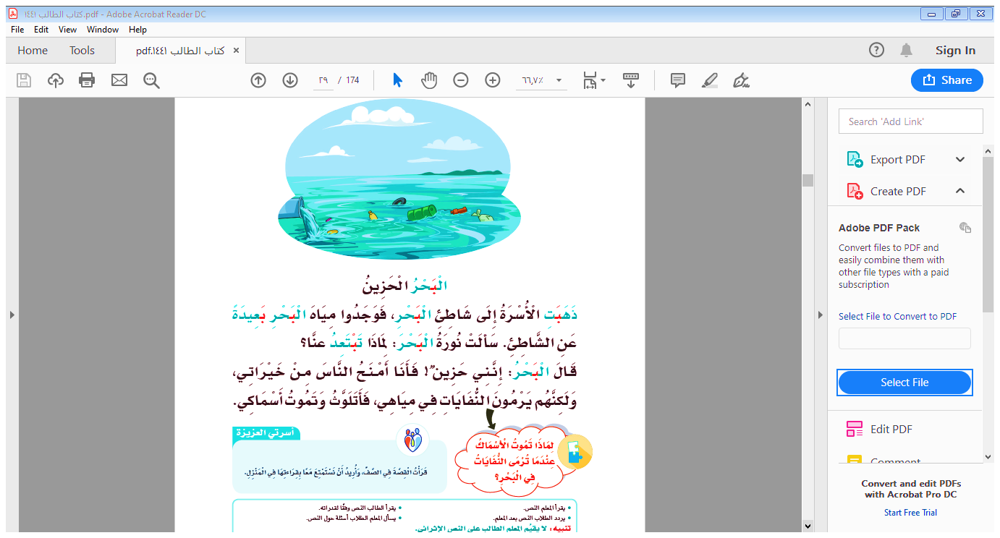 كتاب الطالب ١٤٤١.pdf - Adobe Acrobat Reader DC
File Edit View Window Help
Home Tools كتاب الطالب ١٤٤١.pdf × Sign In
٢٩ / 174 ٦٦٫٧٪ Share
Search 'Add Link'
Export PDF
Create PDF
Adobe PDF Pack
Convert files to PDF and
easily combine them with
other file types with a paid
subscription
Select File to Convert to PDF
Select File
Edit PDF
Comment
Convert and edit PDFs
with Acrobat Pro DC
Start Free Trial
الْبَحْرُ الْحَزِينُ
ذَهَبَتِ الْأُسْرَةُ إِلَى شَاطِئِ الْبَحْرِ، فَوَجَدُوا مِيَاهَ الْبَحْرِ بَعِيدَةً
عَنِ الشَّاطِئِ. سَأَلَتْ نُورَةُ الْبَحْرَ: لِمَاذَا تَبْتَعِدُ عنَّا؟
قَالَ الْبَحْرُ: إِنَّنِي حَزِينٌ! فَأَنَا أَمْنَحُ النَّاسَ مِنْ خَيْرَاتِي،
وَلَكِنَّهُم يَرْمُونَ النُّفَايَاتِ فِي مِيَاهِي، فَأَتَلَوَّثُ وَتَمُوتُ أَسْمَاكِي.
لِمَاذَا تَمُوتُ الْأَسْمَاكُ
عِنْدَمَا تُرْمَى النُّفَايَاتُ
فِي الْبَحْرِ؟
أسرتي العزيزة
قَرَأْتُ الْقِصَّةَ فِي الصَّفِّ، وَأُرِيدُ أَنْ نَسْتَمْتِعَ مَعًا بِقِرَاءَتِهَا فِي الْمَنْزِلِ.
• يقرأ المعلم النص.
• يردد الطلاب النص بعد المعلم.
• يقرأ الطالب النص وفقًا لقدراته.
• يسأل المعلم الطلاب أسئلة حول النص.
تنبيه: لا يقيّم المعلم الطالب على النص الإثرائي.